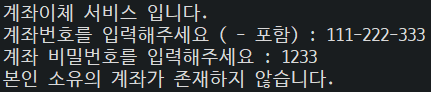 계좌이체 서비스 입니다.
계좌번호를 입력해주세요 ( - 포함) : 111-222-333
계좌 비밀번호를 입력해주세요 : 1233
본인 소유의 계좌가 존재하지 않습니다.